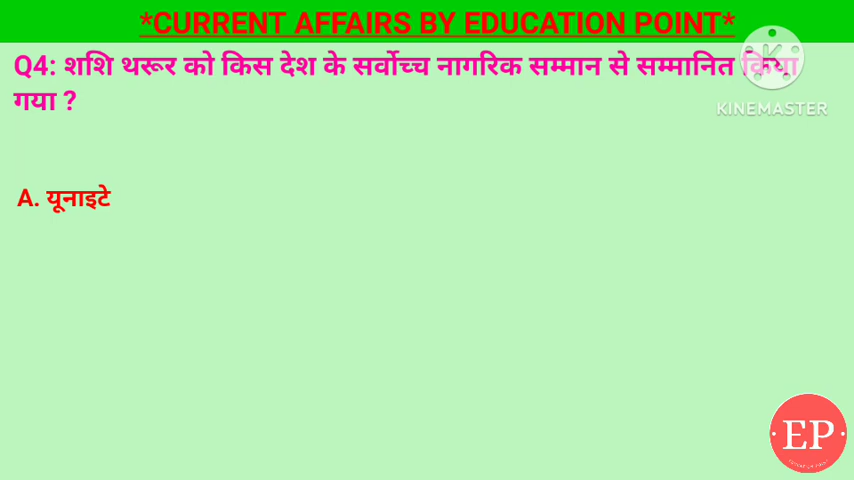 *CURRENT AFFAIRS BY EDUCATION POINT*
Q4: शशि थरूर को किस देश के सर्वोच्च नागरिक सम्मान से सम्मानित किया
गया ?
KINEMASTER
A. यूनाइटे
EP